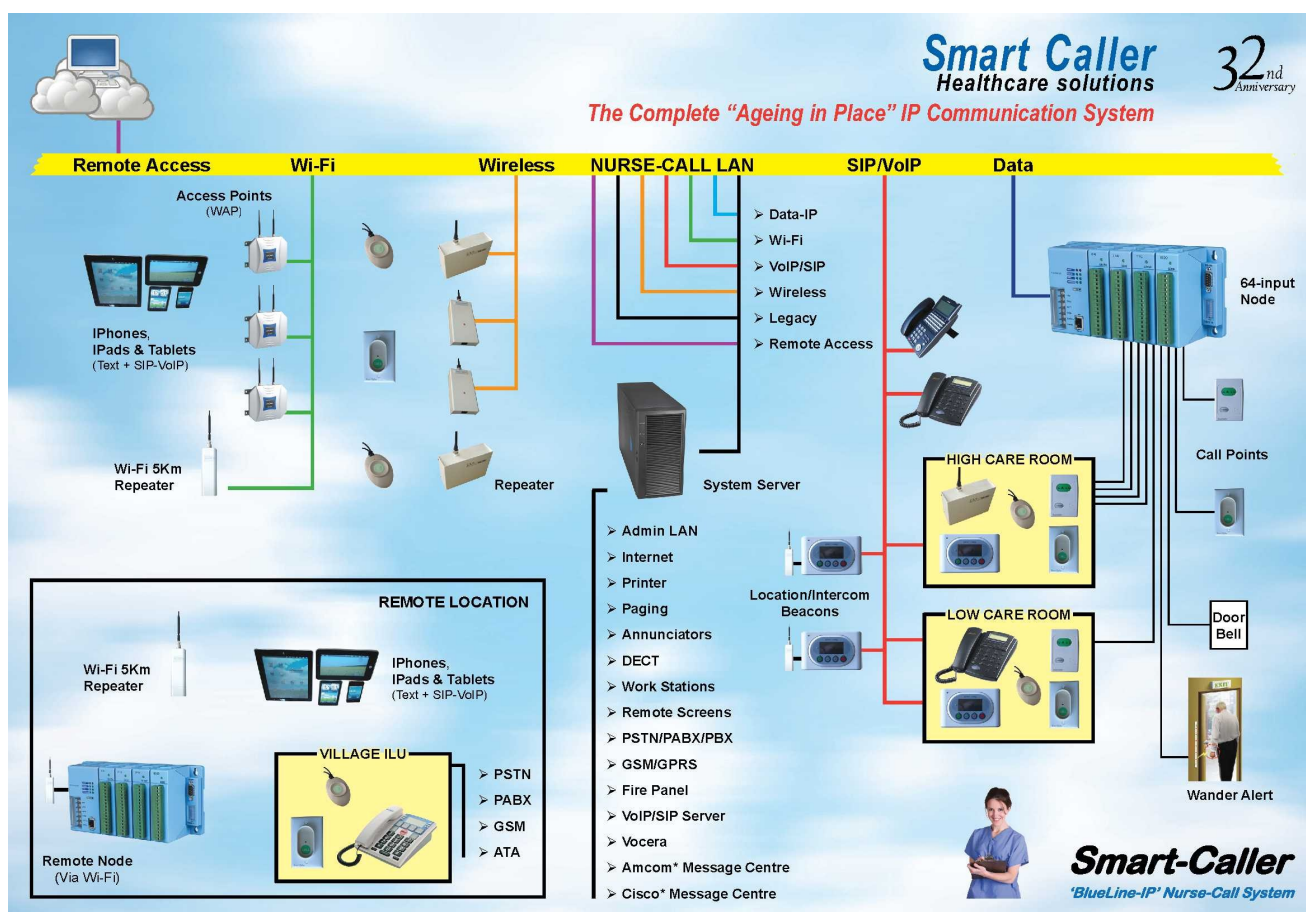 Smart Caller
Healthcare solutions
32nd
Anniversary
The Complete “Ageing in Place” IP Communication System
Remote Access
Wi-Fi
Wireless
NURSE-CALL LAN
SIP/VoIP
Data
Access Points
(WAP)
IPhones,
IPads & Tablets
(Text + SIP-VoIP)
Wi-Fi 5Km
Repeater
Repeater
➢ Data-IP
➢ Wi-Fi
➢ VoIP/SIP
➢ Wireless
➢ Legacy
➢ Remote Access
System Server
➢ Admin LAN
➢ Internet
➢ Printer
➢ Paging
➢ Annunciators
➢ DECT
➢ Work Stations
➢ Remote Screens
➢ PSTN/PABX/PBX
➢ GSM/GPRS
➢ Fire Panel
➢ VoIP/SIP Server
➢ Vocera
➢ Amcom* Message Centre
➢ Cisco* Message Centre
64-input
Node
Call Points
HIGH CARE ROOM
Location/Intercom
Beacons
LOW CARE ROOM
Door
Bell
Wander Alert
REMOTE LOCATION
Wi-Fi 5Km
Repeater
IPhones,
IPads & Tablets
(Text + SIP-VoIP)
VILLAGE ILU
➢ PSTN
➢ PABX
➢ GSM
➢ ATA
Remote Node
(Via Wi-Fi)
Smart-Caller
‘BlueLine-IP’ Nurse-Call System